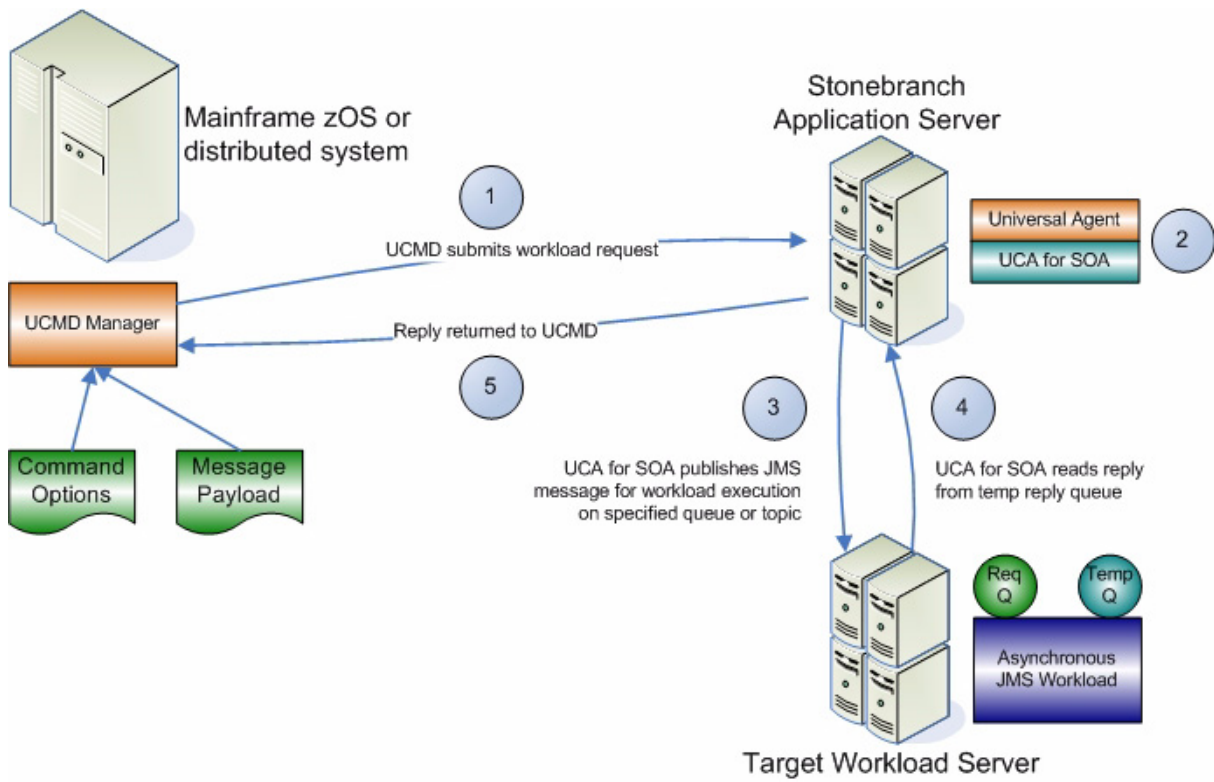 Mainframe zOS or
distributed system
Stonebranch
Application Server
1
UCMD submits workload request
Universal Agent
UCA for SOA
2
UCMD Manager
Reply returned to UCMD
5
3
4
Command
Options
Message
Payload
UCA for SOA publishes JMS
message for workload execution
on specified queue or topic
UCA for SOA reads reply
from temp reply queue
Req
Q
Temp
Q
Asynchronous
JMS Workload
Target Workload Server